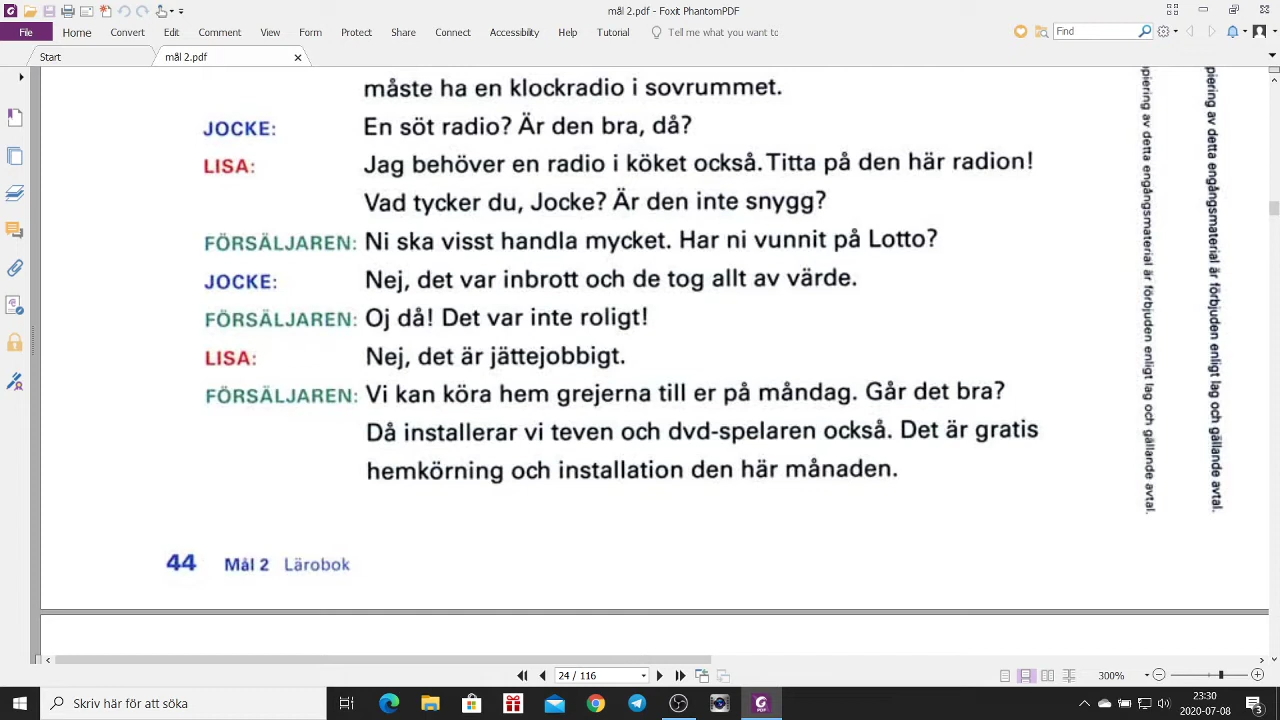 mål 2.pdf - Foxit PhantomPDF
File Home Convert Edit Comment View Form Protect Share Connect Accessibility Help Tutorial Tell me what you want to Find
Start mål 2.pdf
måste ha en klockradio i sovrummet.
JOCKE: En söt radio? Är den bra, då?
LISA: Jag behöver en radio i köket också. Titta på den här radion!
Vad tycker du, Jocke? Är den inte snygg?
FÖRSÄLJAREN: Ni ska visst handla mycket. Har ni vunnit på Lotto?
JOCKE: Nej, det var inbrott och de tog allt av värde.
FÖRSÄLJAREN: Oj då! Det var inte roligt!
LISA: Nej, det är jättejobbigt.
FÖRSÄLJAREN: Vi kan köra hem grejerna till er på måndag. Går det bra?
Då installerar vi teven och dvd-spelaren också. Det är gratis
hemkörning och installation den här månaden.
44 Mål 2 Lärobok
piering av detta engångsmaterial är förbjuden enligt lag och gällande avtal.
piering av detta engångsmaterial är förbjuden enligt lag och gällande avtal.
24 / 116
300%
Skriv här för att söka
23:30
2020-07-08
3